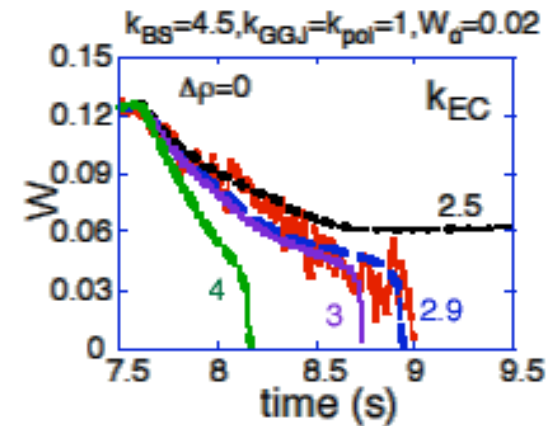 k_BS=4.5,k_GGJ=k_pol=1,W_d=0.02
0.15
Δρ=0
k_EC
0.12
0.09
2.5
W
0.06
0.03
4
3
2.9
0
7.5 8 8.5 9 9.5
time (s)